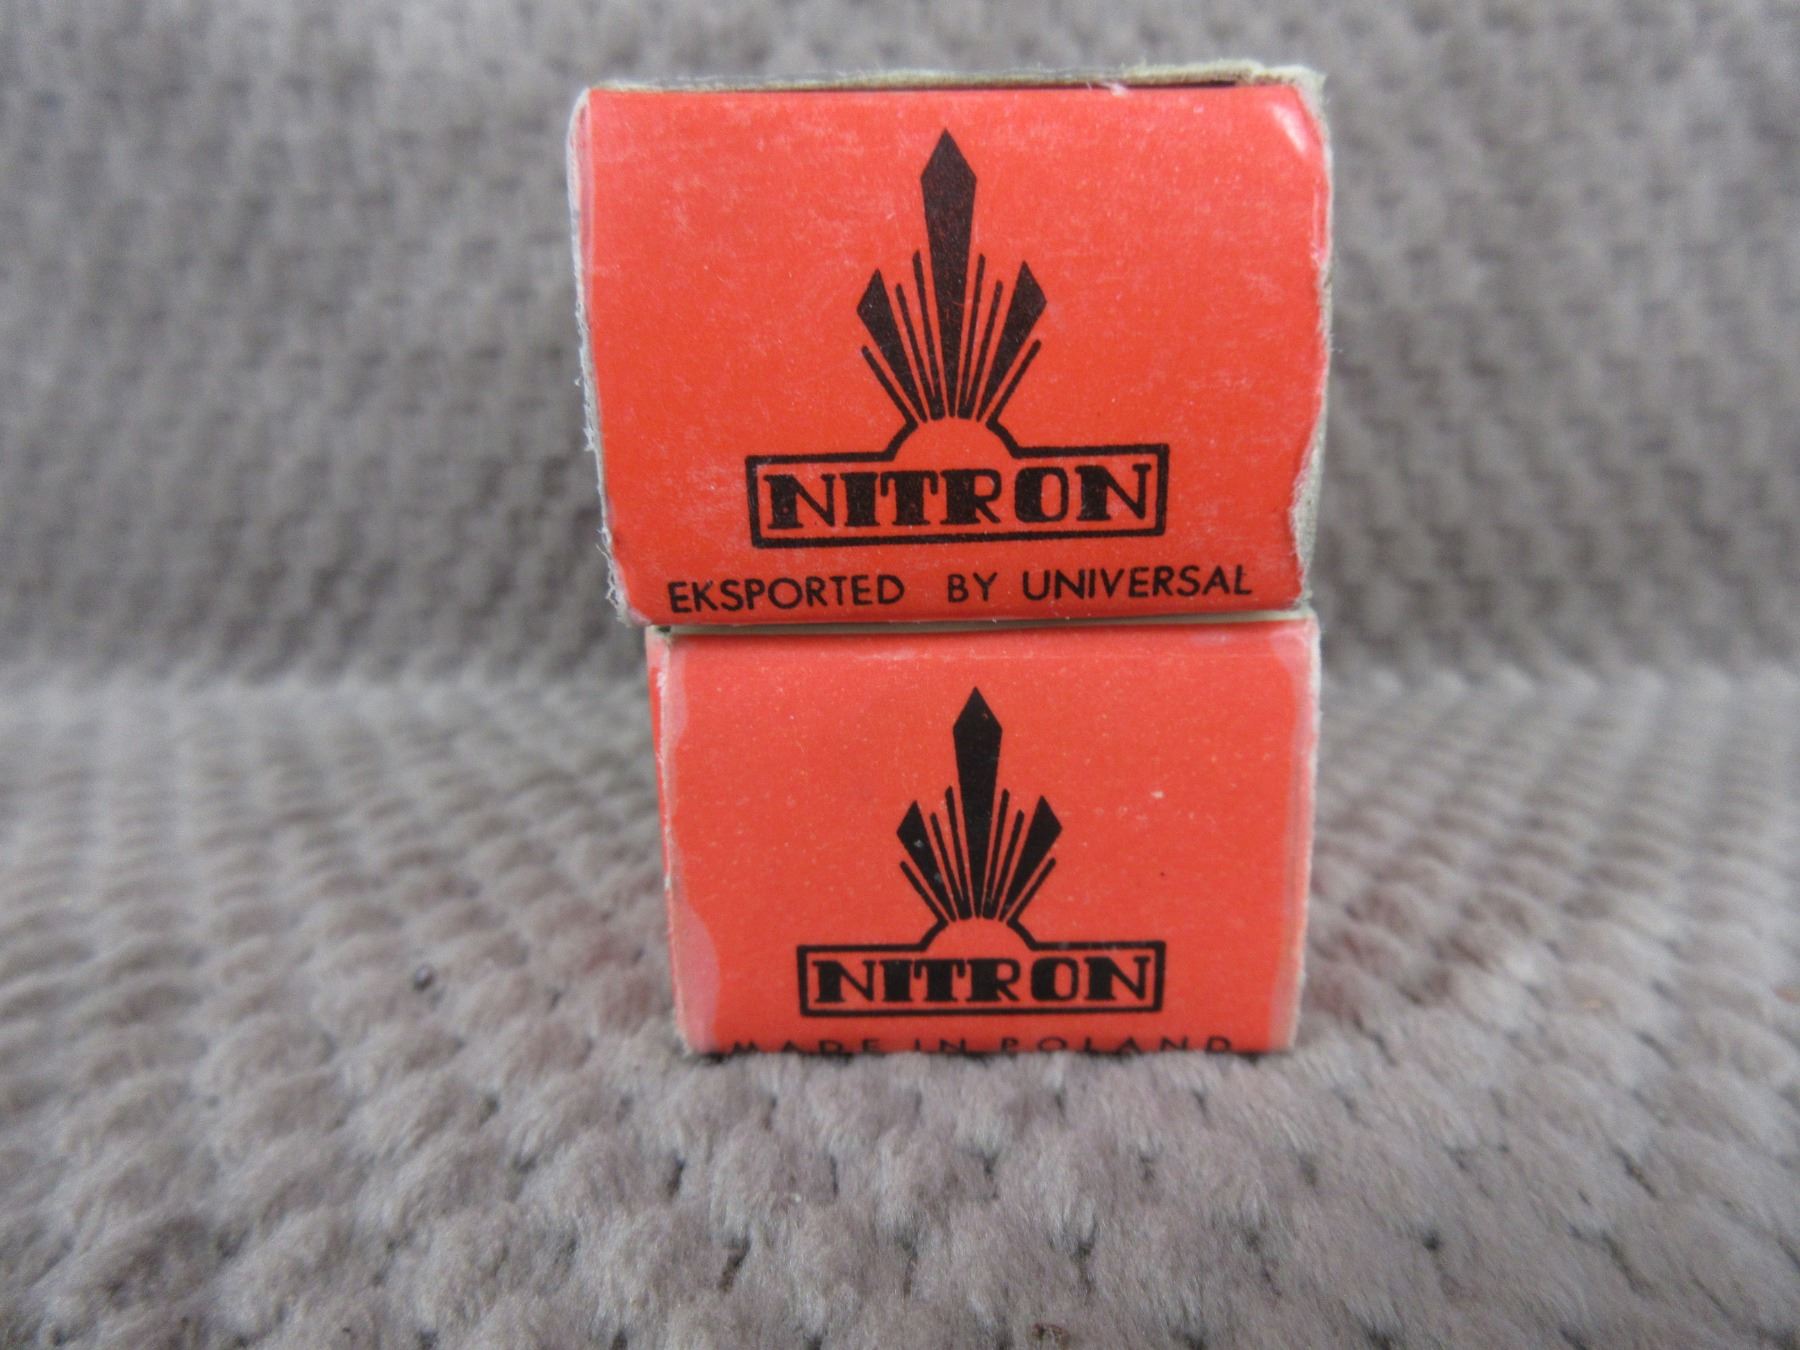 NITRON
EKSPORTED BY UNIVERSAL
NITRON
MADE IN POLAND